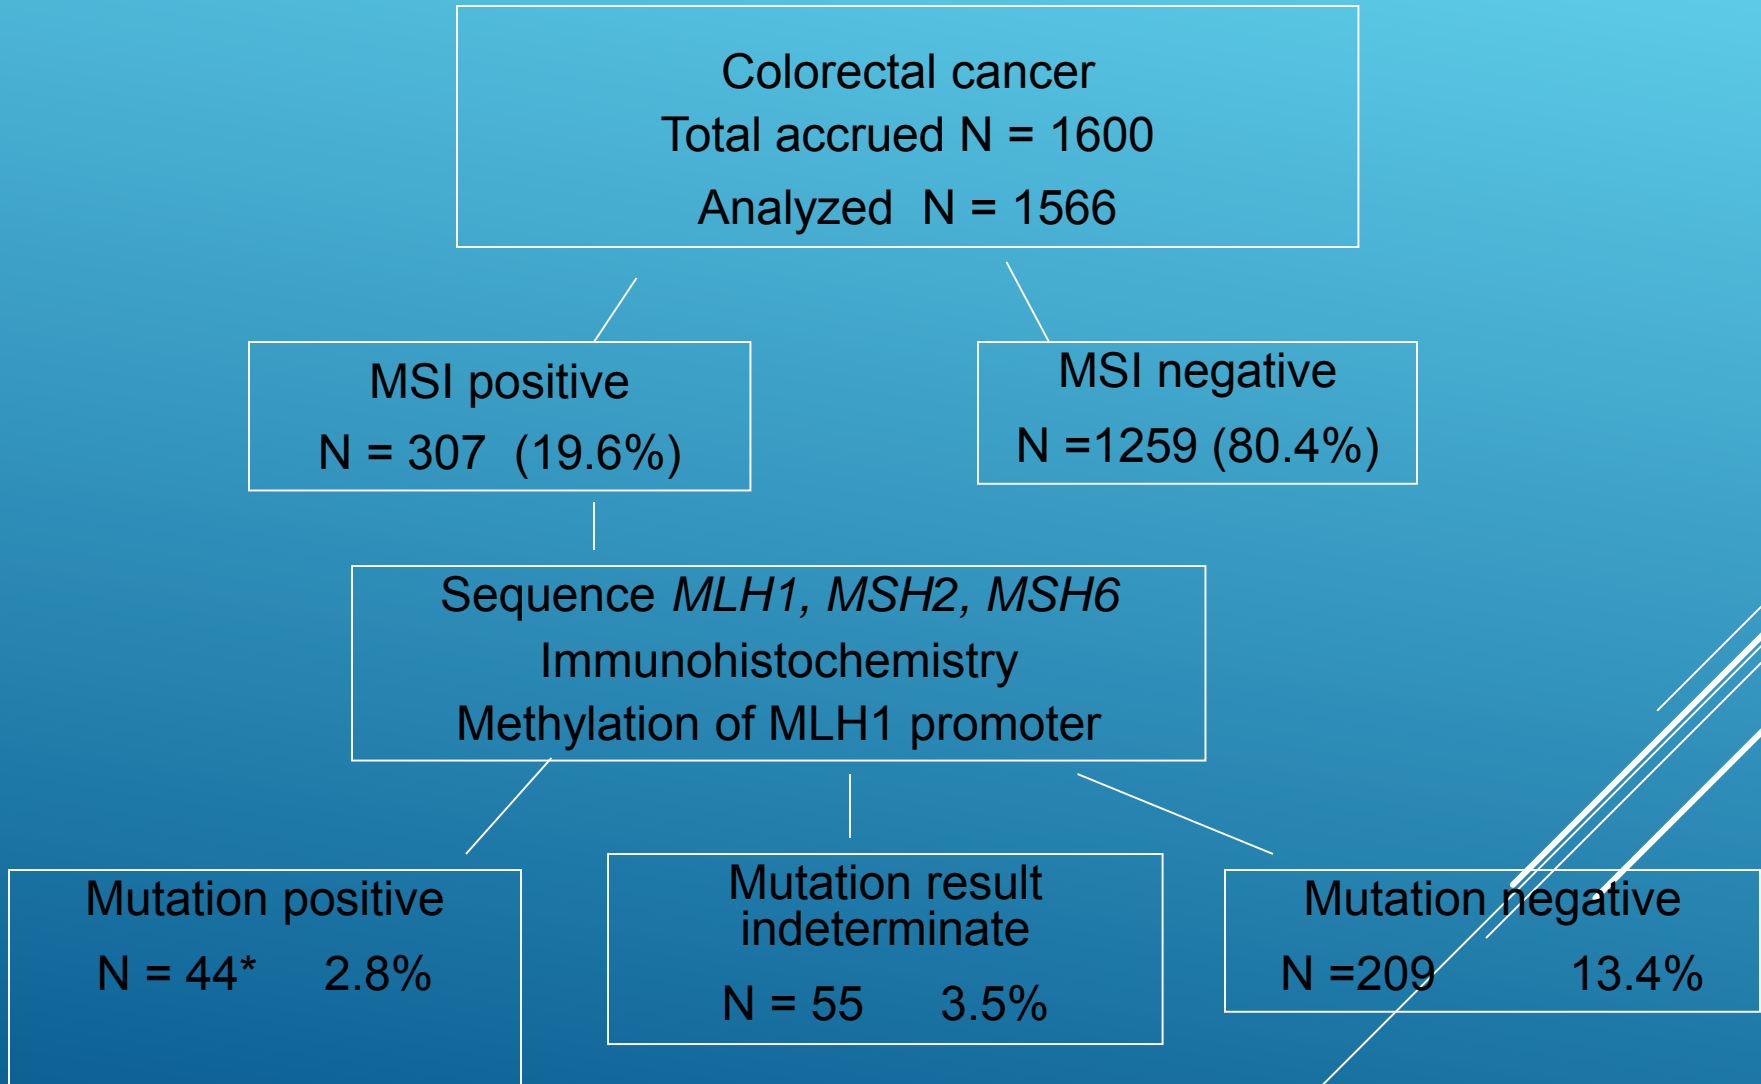 Colorectal cancer
Total accrued N = 1600
Analyzed N = 1566
MSI positive
N = 307 (19.6%)
MSI negative
N =1259 (80.4%)
Sequence MLH1, MSH2, MSH6
Immunohistochemistry
Methylation of MLH1 promoter
Mutation positive
N = 44* 2.8%
Mutation result
indeterminate
N = 55 3.5%
Mutation negative
N =209 13.4%